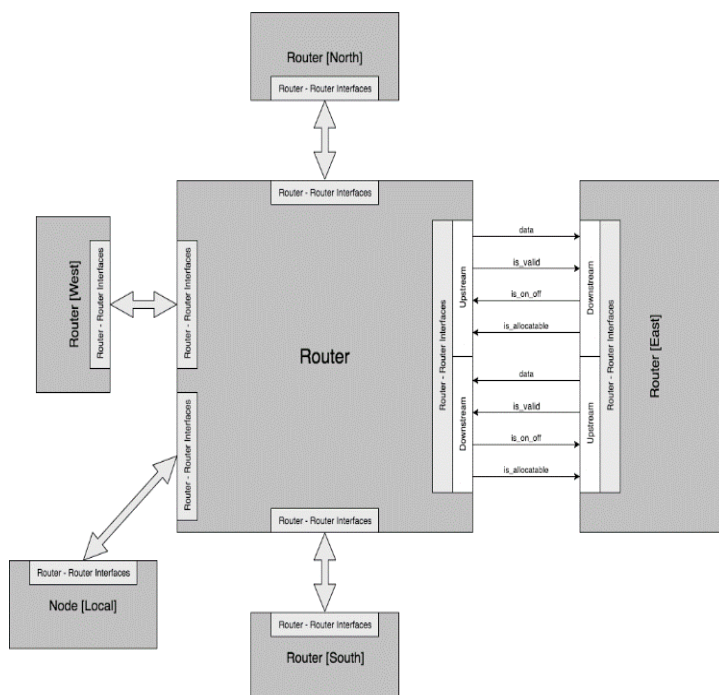 Router [North]
Router - Router Interfaces
Router - Router Interfaces
Router [West]
Router - Router Interfaces
Router - Router Interfaces
Router
Router - Router Interfaces
Upstream
Downstream
data
is_valid
is_on_off
is_allocatable
data
is_valid
is_on_off
is_allocatable
Downstream
Upstream
Router - Router Interfaces
Router [East]
Router - Router Interfaces
Router - Router Interfaces
Router - Router Interfaces
Node [Local]
Router - Router Interfaces
Router [South]